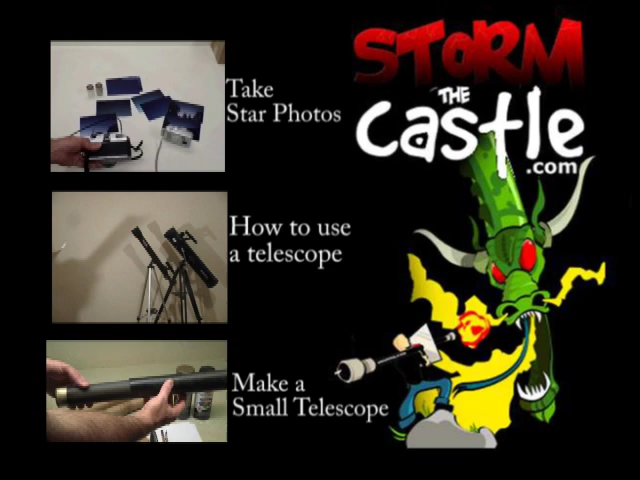 Take
Star Photos
How to use
a telescope
Make a
Small Telescope
STORM
THE
Castle
.com